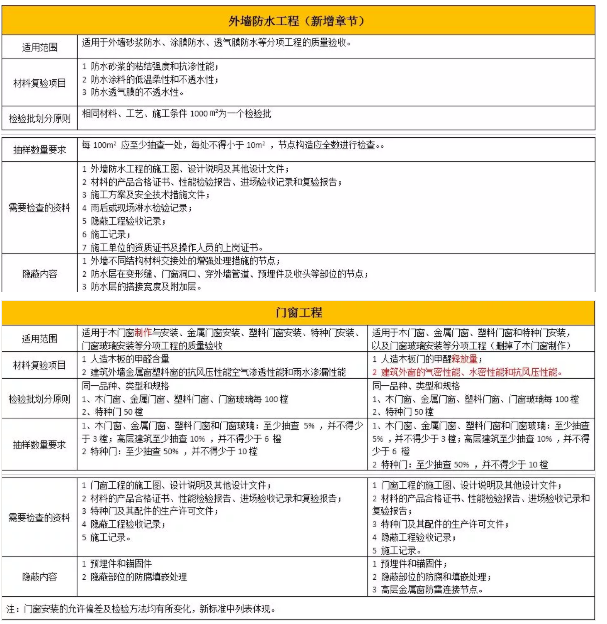 外墙防水工程（新增章节）
适用范围
适用于外墙砂浆防水、涂膜防水、透气膜防水等分项工程的质量验收。
材料复验项目
1 防水砂浆的粘结强度和抗渗性能；
2 防水涂料的低温柔性和不透水性；
3 防水透气膜的不透水性。
检验批划分原则
相同材料、工艺、施工条件 1000 ㎡为一个检验批
抽样数量要求
每 100m² 应至少抽查一处，每处不得小于 10m² ，节点构造应全数进行检查。。
需要检查的资料
1 外墙防水工程的施工图、设计说明及其他设计文件；
2 材料的产品合格证书、性能检验报告、进场验收记录和复验报告；
3 施工方案及安全技术措施文件；
4 雨后或现场淋水检验记录；
5 隐蔽工程验收记录；
6 施工记录；
7 施工单位的资质证书及操作人员的上岗证书。
隐蔽内容
1 外墙不同结构材料交接处的增强处理措施的节点；
2 防水层在变形缝、门窗洞口、穿外墙管道、预埋件及收头等部位的节点；
3 防水层的搭接宽度及附加层。
门窗工程
适用范围
适用于木门窗制作与安装、金属门窗安装、塑料门窗安装、特种门安装、
门窗玻璃安装等分项工程的质量验收
适用于木门窗、金属门窗、塑料门窗和特种门安装，
以及门窗玻璃安装等分项工程（删掉了木门窗制作）
材料复验项目
1 人造木板的甲醛含量
2 建筑外墙金属窗塑料窗的抗风压性能空气渗透性能和雨水渗漏性能
1 人造木板门的甲醛释放量；
2 建筑外窗的气密性能、水密性能和抗风压性能。
检验批划分原则
同一品种、类型和规格
1、木门窗、金属门窗、塑料门窗、门窗玻璃每 100 樘
2、特种门 50 樘
同一品种、类型和规格
1、木门窗、金属门窗、塑料门窗、门窗玻璃每 100 樘
2、特种门 50 樘
抽样数量要求
1、木门窗、金属门窗、塑料门窗和门窗玻璃：至少抽查 5% ，并不得少
于 3 樘；高层建筑至少抽查 10% ，并不得少于 6 樘
2 特种门：至少抽查 50% ，并不得少于 10 樘
1、木门窗、金属门窗、塑料门窗和门窗玻璃：至少抽查
5% ，并不得少于 3 樘；高层建筑至少抽查 10% ，并不得
少于 6 樘
2 特种门：至少抽查 50% ，并不得少于 10 樘
需要检查的资料
1 门窗工程的施工图、设计说明及其他设计文件；
2 材料的产品合格证书、性能检验报告、进场验收记录和复验报告；
3 特种门及其配件的生产许可文件；
4 隐蔽工程验收记录；
5 施工记录。
1 门窗工程的施工图、设计说明及其他设计文件；
2 材料的产品合格证书、性能检验报告、进场验收记录和
复验报告；
3 特种门及其配件的生产许可文件；
4 隐蔽工程验收记录；
5 施工记录。
隐蔽内容
1 预埋件和锚固件
2 隐蔽部位的防腐填嵌处理
1 预埋件和锚固件；
2 隐蔽部位的防腐和填嵌处理；
3 高层金属窗防雷连接节点。
注：门窗安装的允许偏差及检验方法均有所变化，新标准中列表体现。